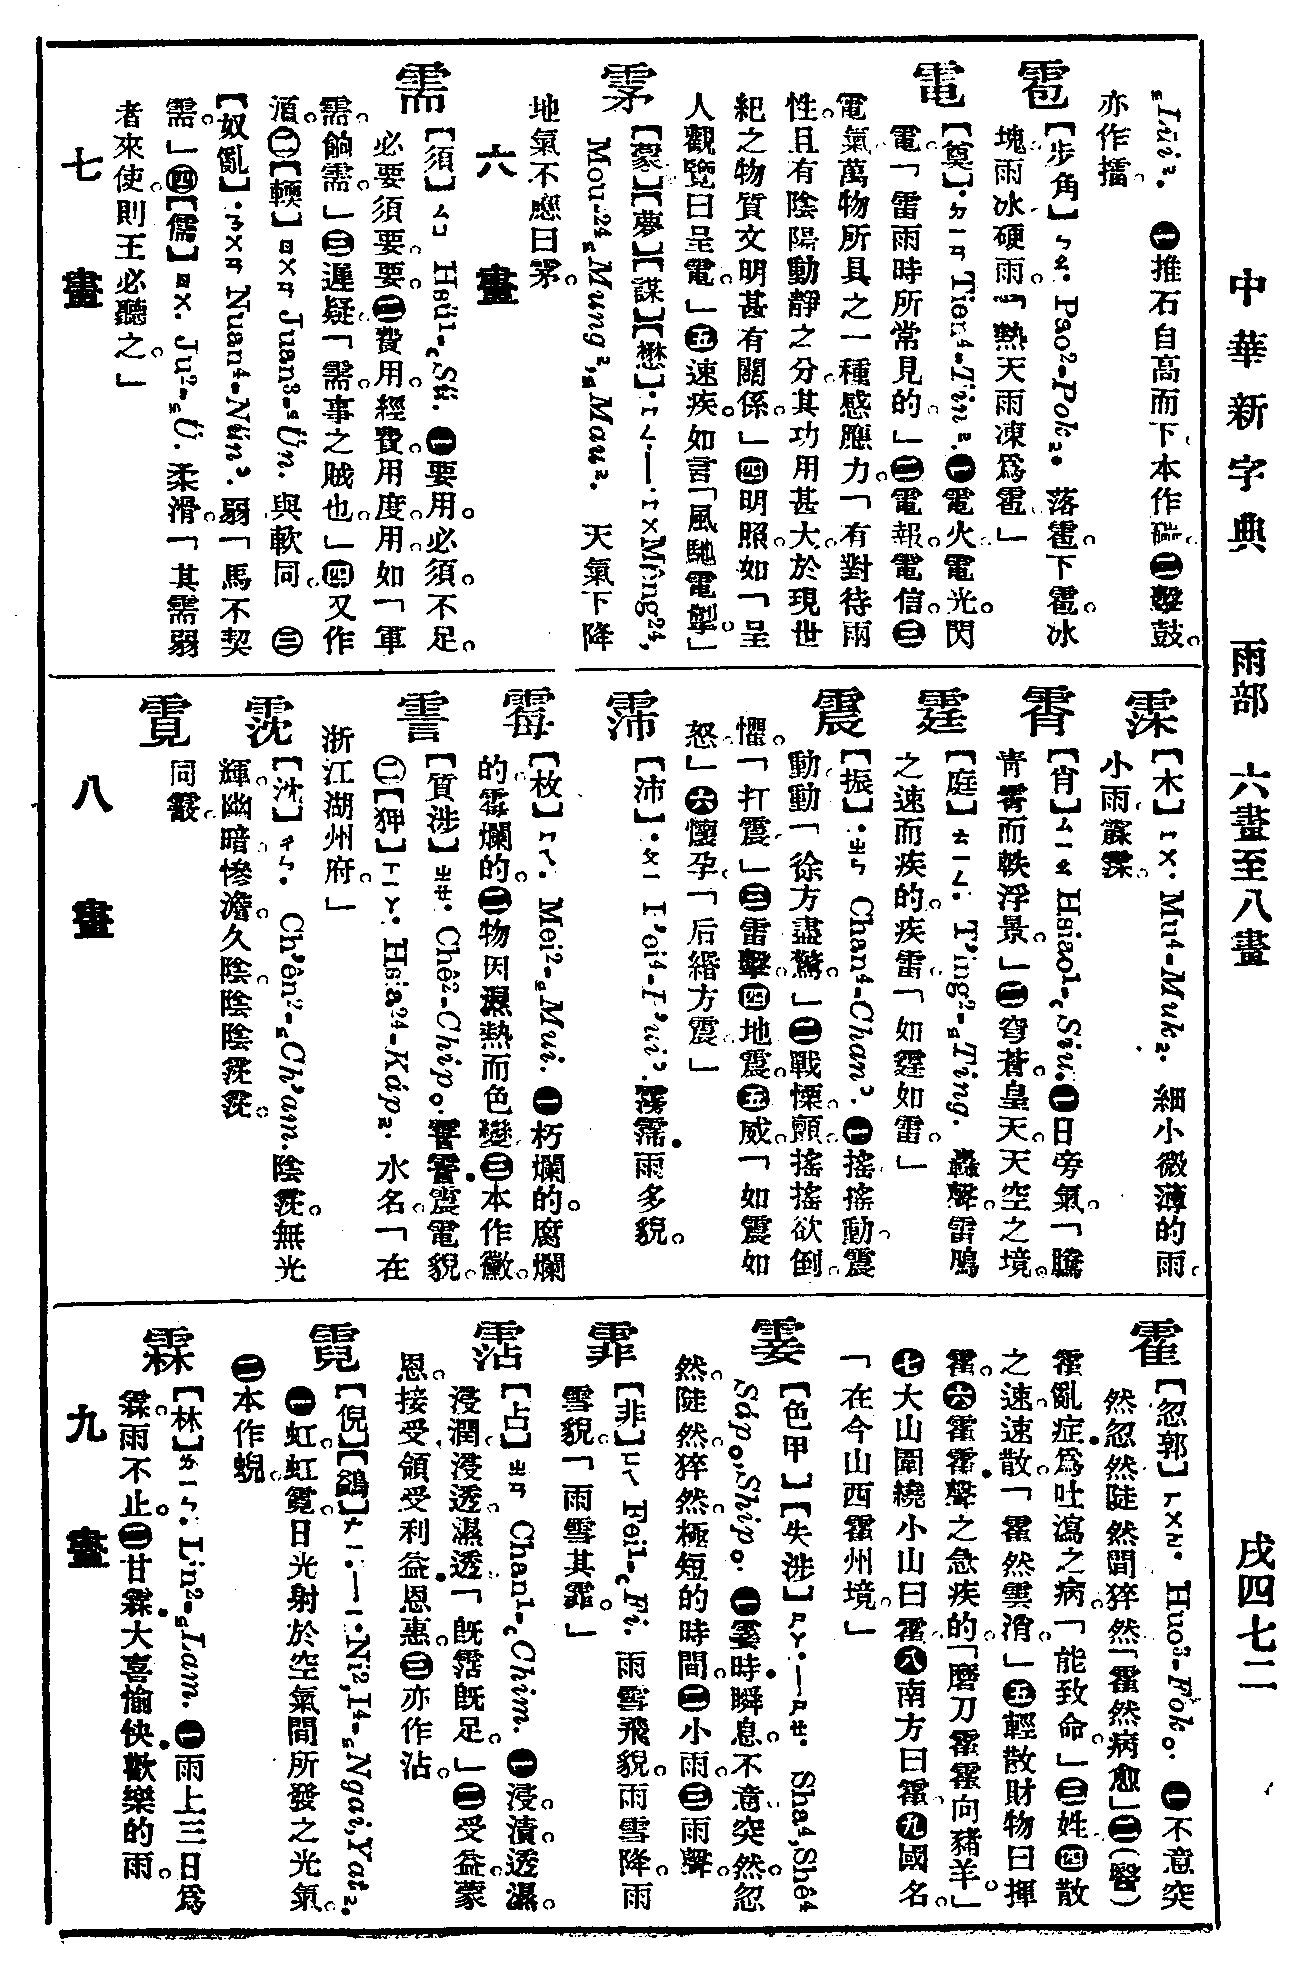 中華新字典　雨部　六畫至八畫　戌四七二
₌Lüi². ㊀推石自高而下。本作礌。㊁擊鼓。
亦作擂。
雹【步角】ㄅㄠ. Pao²-Pok₂. 落雹。下雹。冰
塊。雨冰。硬雨。「熱天雨凍爲雹」
電【奠】ㄉㄧㄢ Tien⁴-Tin². ㊀電火。電光。閃
電。「雷雨時所常見的。」㊁電報。電信。㊂
電氣。萬物所具之一種感應力。「有對待兩
性。且有陰陽動靜之分。其功用甚大。於現世
紀之物質文明甚有關係。」㊃明照。如「呈
人觀覽曰呈電。」㊄速疾。如言「風馳電掣。」
雺【蒙】【夢】【謀】【懋】
天氣下降
地氣不應曰雺。
六　畫
需【須】ㄙㄩ Hsü¹-Sü. ㊀要用。必須。不足。
必要。須要。要。㊁費用。經費。用度。用。如「軍
需。餉需。」㊂遲疑。「需。事之賊也。」㊃又作
㊁【輭】ㄖㄨㄢ Juan³-Ün. 與軟同。㊂
【奴亂】ㄋㄨㄢ Nuan⁴-Nün². 弱。「馬不契
需。」㊃【儒】ㄖㄨ. Ju²-Ü. 柔滑。「其需弱
者來使。則王必聽之。」
七　畫
霂【木】ㄇㄨ. Mu⁴-Muk₂. 細小微薄的雨。
小雨。霡霂。
霄【肖】ㄙㄧㄠ Hsiao¹-Siu. ㊀日旁氣。「騰
青霄而軼浮景。」㊁穹蒼。皇天。天空之境。
霆【庭】ㄊㄧㄥ. T'ing²-Ting. 轟聲。雷鳴
之速而疾的。疾雷。「如霆如雷。」
震【振】ㄓㄣ Chan⁴-Chan². ㊀搖。搖動。震
動。動。「徐方盡驚。」㊁戰慄。顫。搖搖欲倒。
懼。「打震。」㊂雷擊。㊃地震。㊄威。「如震如
怒。」㊅懷孕。「后緡方震。」
霈【沛】ㄆㄧ P'ei⁴-P'ui². 霶霈。雨多貌。
霉【枚】ㄇㄟ. Mei²-Mui. ㊀朽爛的。腐爛
的。霉爛的。㊁物因濕熱而色變。㊂本作黴。
霅【質涉】ㄓㄝ. Chê²-Chip. 霅霅。震電貌。
㊁【狎】ㄒㄧㄚ. Hsia²⁴-Káp₂. 水名。「在
浙江湖州府。」
霃【沈】ㄔㄣ. Ch'ên²-Ch'am. 陰霃。無光
輝。幽暗慘澹。久陰。陰陰霃霃。
同霰。
八　畫
霍【忽郭】ㄏㄨㄛ. Huo³-Fok. ㊀不意。突
然。忽然。陡然間。猝然。「霍然病愈」㊁(醫)
霍亂症。爲吐瀉之病。「能致命」㊂姓。㊃散
之速。速散。「霍然雲消。」㊄輕散財物曰揮
霍。㊅霍霍。聲之急疾的。「磨刀霍霍向豬羊。」
㊆大山圍繞小山曰霍。㊇南方曰霍。㊈國名。
「在今山西霍州境。」
霎【色甲】【失涉】ㄕㄚ.—ㄕㄝ. Sha⁴, Shê⁴
Sáp, Ship. ㊀霎時。瞬息。不意。突然。忽
然。陡然。猝然。極短的時間。㊁小雨。㊂雨聲。
霏【非】ㄈㄟ Fei¹-Fi. 雨雪飛貌。雨雪降。雨
雪貌。「雨雪其霏。」
霑【占】ㄓㄢ Chan¹-Chim. ㊀浸漬。透濕。
浸潤。浸透。濕透。「既霑既足。」㊁受益。蒙
恩。接受。領受利益。恩惠。㊂亦作沾。
霓【倪】【鷁】ㄋㄧ.—ㄧ. Ni², I⁴-Ngai, Yat₂.
㊀虹。虹霓。日光射於空氣間所發之光氣。
㊁本作蜺。
霖【林】ㄌㄧㄣ. Lin²-Lam. ㊀雨上三日爲
霖。霖雨不止。㊁甘霖。大喜愉快歡樂的雨。
九　畫